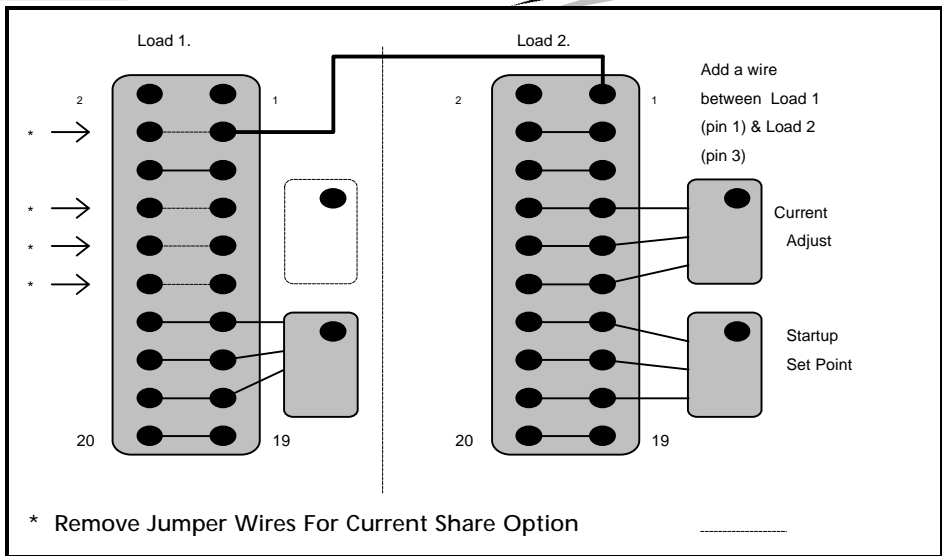 Load 1.
Load 2.
Add a wire
between Load 1
(pin 1) & Load 2
(pin 3)
2
1
2
1
*
*
*
*
Current
Adjust
Startup
Set Point
20
19
20
19
* Remove Jumper Wires For Current Share Option